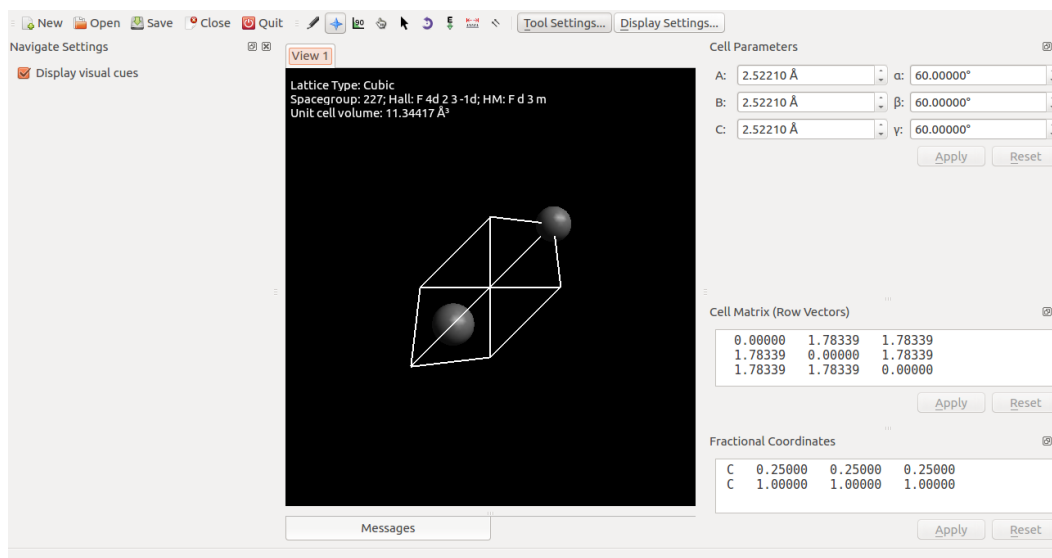 New Open Save Close Quit Tool Settings... Display Settings...
Navigate Settings
Display visual cues
View 1
Lattice Type: Cubic
Spacegroup: 227; Hall: F 4d 2 3 -1d; HM: F d 3 m
Unit cell volume: 11.34417 Å³
Messages
Cell Parameters
A: 2.52210 Å α: 60.00000°
B: 2.52210 Å β: 60.00000°
C: 2.52210 Å γ: 60.00000°
Apply Reset
Cell Matrix (Row Vectors)
0.00000 1.78339 1.78339
1.78339 0.00000 1.78339
1.78339 1.78339 0.00000
Apply Reset
Fractional Coordinates
C 0.25000 0.25000 0.25000
C 1.00000 1.00000 1.00000
Apply Reset